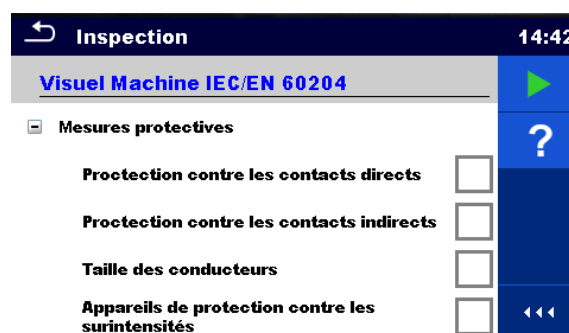 Inspection
14:42
Visuel Machine IEC/EN 60204
Mesures protectives
?
Proctection contre les contacts directs
Proctection contre les contacts indirects
Taille des conducteurs
Appareils de protection contre les
surintensités